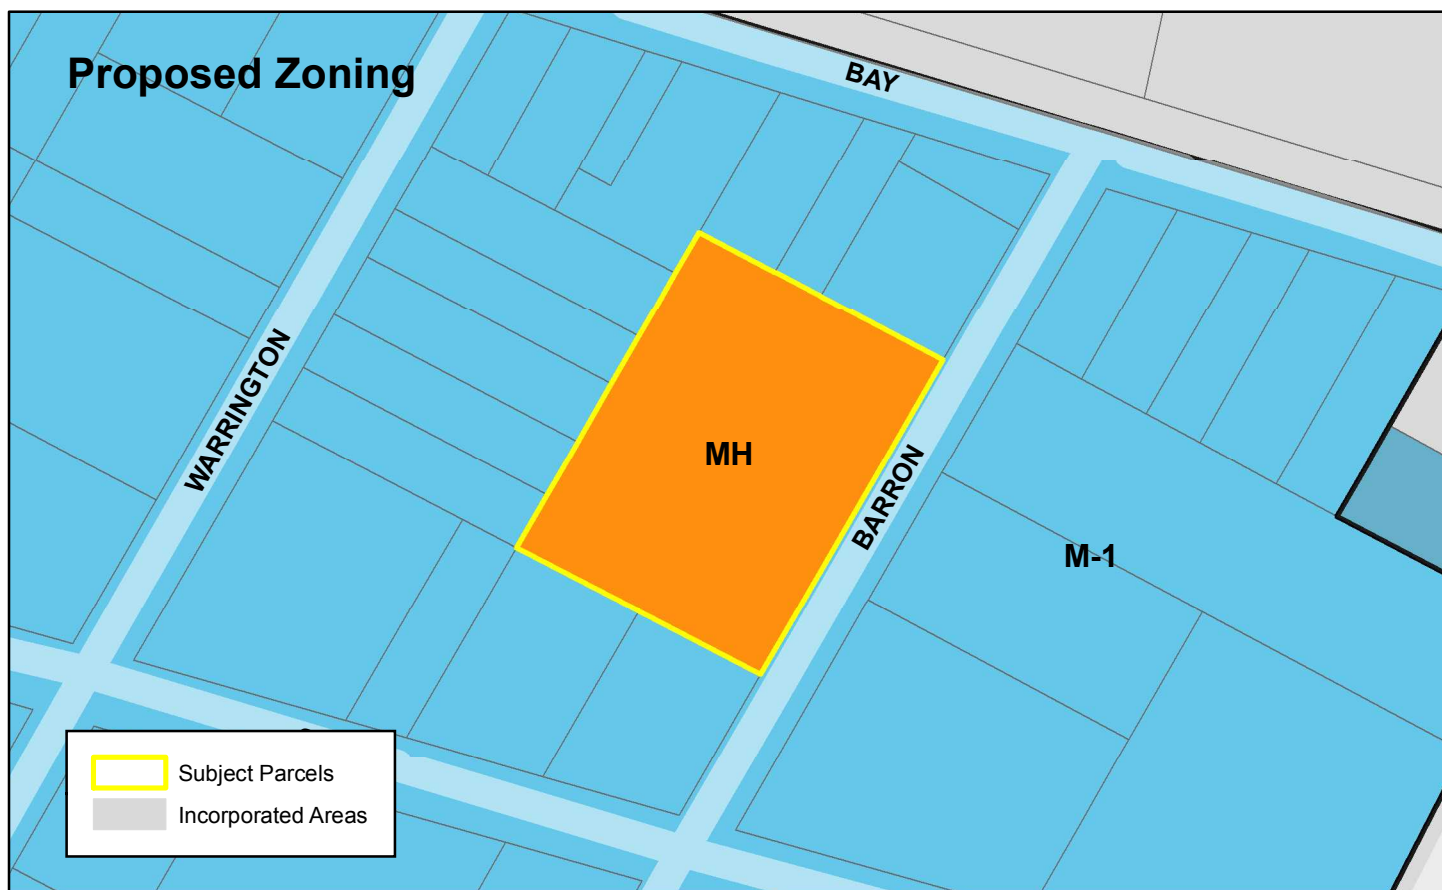 Proposed Zoning
BAY
WARRINGTON
MH
BARRON
M-1
Subject Parcels
Incorporated Areas